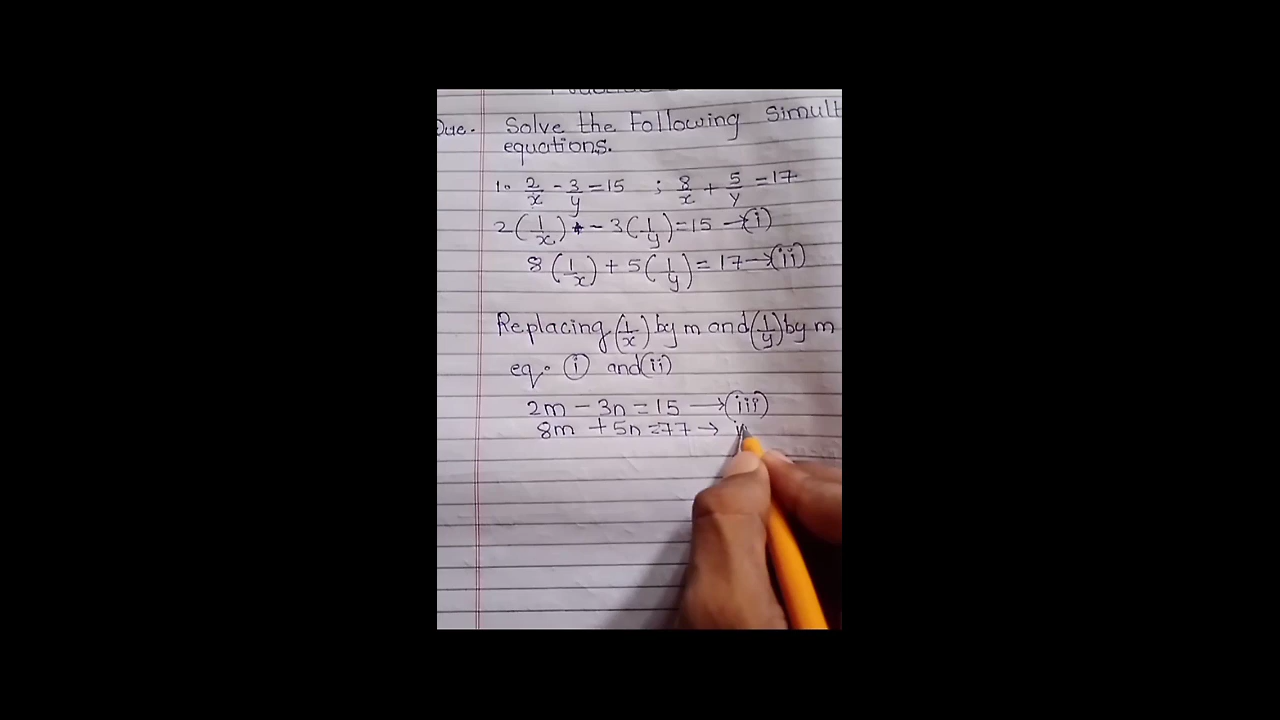 Que. Solve the Following Simult
equations.
1. 2/x - 3/y = 15 ; 8/x + 5/y = 17
2(1/x) - 3(1/y) = 15 → (i)
8(1/x) + 5(1/y) = 17 → (ii)
Replacing (1/x) by m and (1/y) by m
eq. (i) and (ii)
2m - 3n = 15 → (iii)
8m + 5n = 77 → i